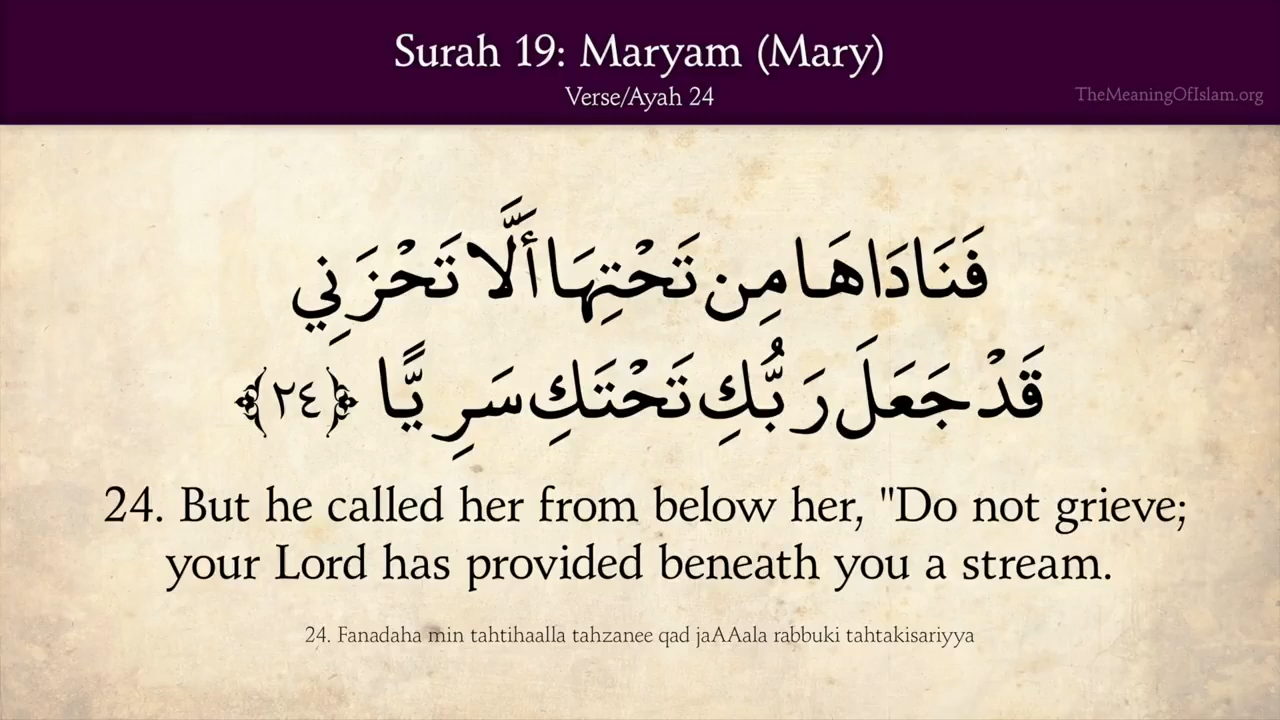 Surah 19: Maryam (Mary)
Verse/Ayah 24
TheMeaningOfIslam.org
فَنَادَاهَا مِن تَحْتِهَا أَلَّا تَحْزَنِي
قَدْ جَعَلَ رَبُّكِ تَحْتَكِ سَرِيًّا ﴿٢٤﴾
24. But he called her from below her, "Do not grieve;
your Lord has provided beneath you a stream.
24. Fanadaha min tahtihaalla tahzanee qad jaAAala rabbuki tahtakisariyya